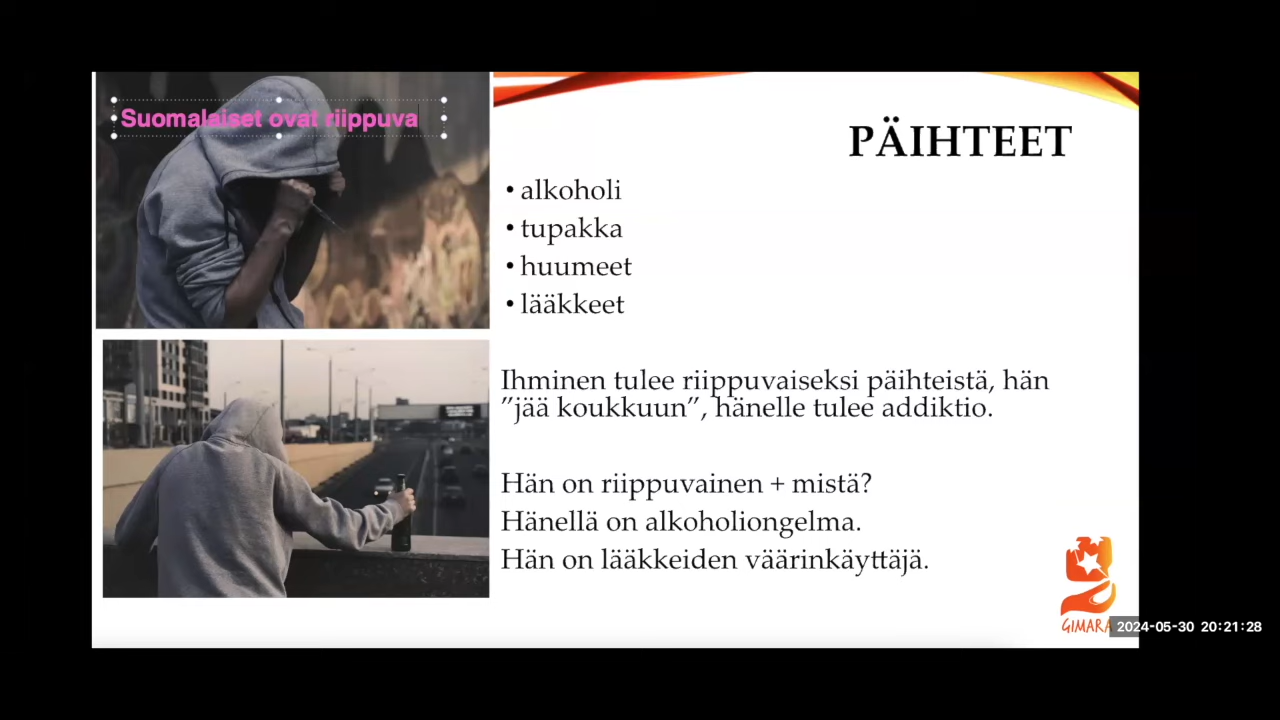 Suomalaiset ovat riippuva
PÄIHTEET
• alkoholi
• tupakka
• huumeet
• lääkkeet
Ihminen tulee riippuvaiseksi päihteistä, hän
”jää koukkuun”, hänelle tulee addiktio.
Hän on riippuvainen + mistä?
Hänellä on alkoholiongelma.
Hän on lääkkeiden väärinkäyttäjä.
GIMARA
2024-05-30 20:21:28